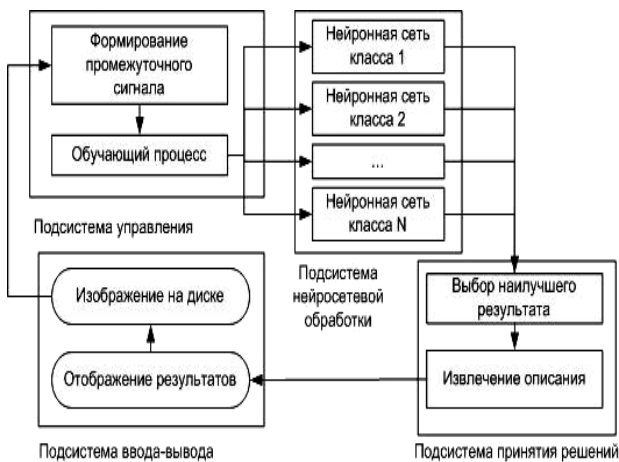 Формирование
промежуточного
сигнала
Обучающий процесс
Подсистема управления
Нейронная сеть
класса 1
Нейронная сеть
класса 2
...
Нейронная сеть
класса N
Подсистема
нейросетевой
обработки
Изображение на диске
Отображение результатов
Подсистема ввода-вывода
Выбор наилучшего
результата
Извлечение описания
Подсистема принятия решений